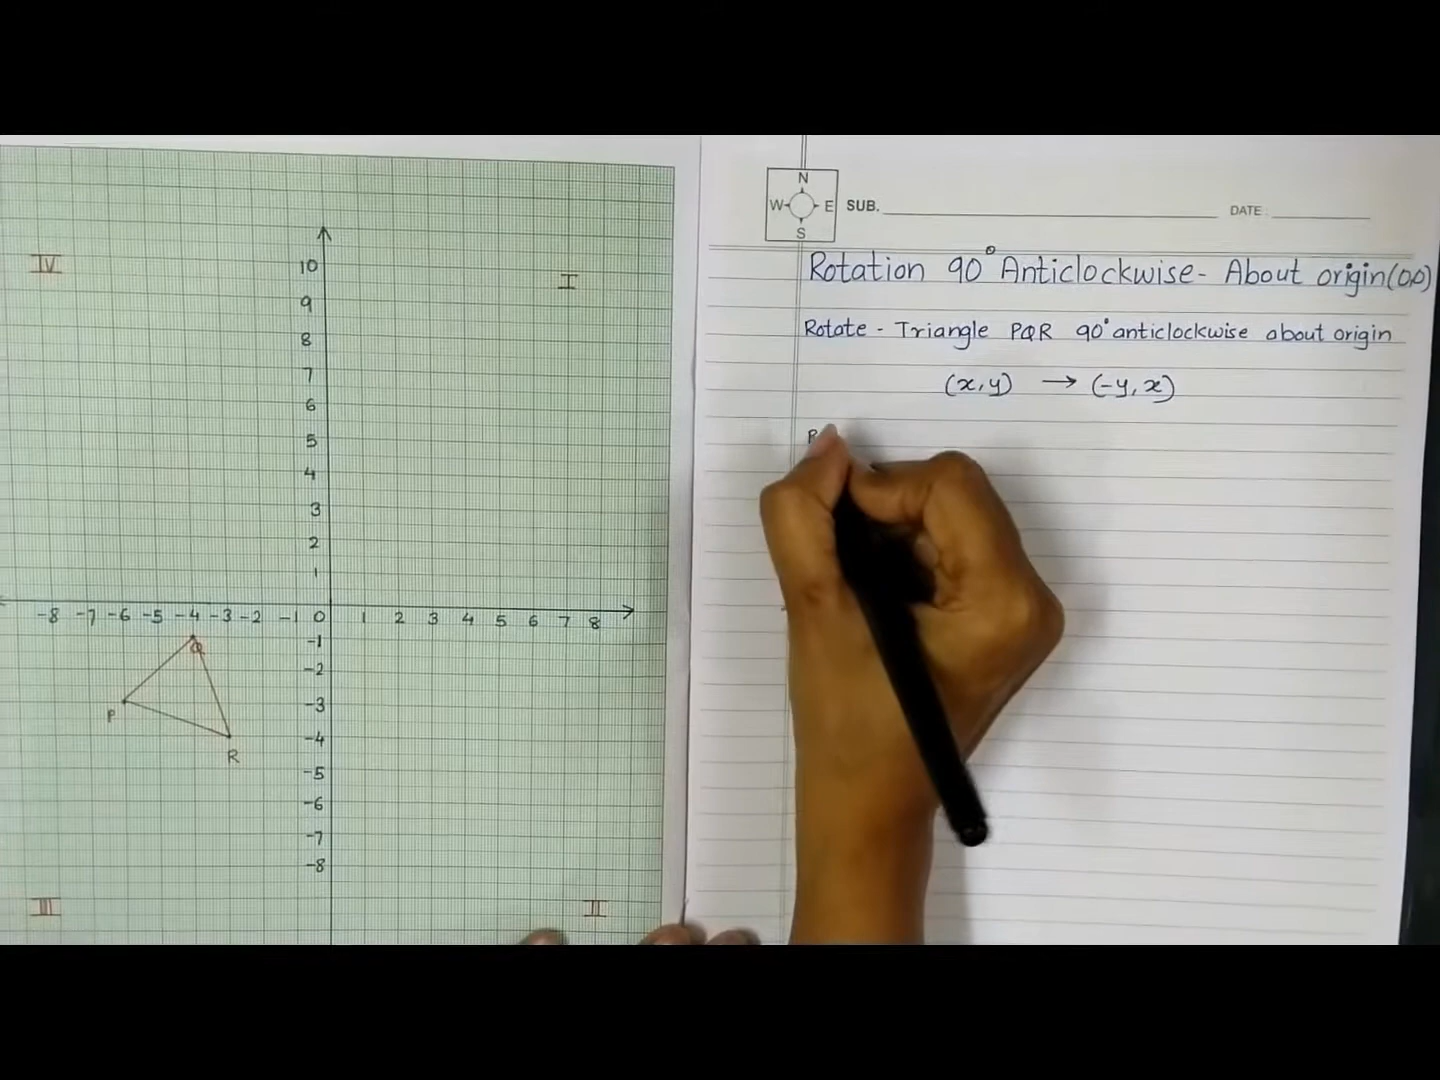 IV
I
10
9
8
7
6
5
4
3
2
1
-8 -7 -6 -5 -4 -3 -2 -1 0 1 2 3 4 5 6 7 8
-1
Q
-2
-3
P
-4
R
-5
-6
-7
-8
III
II
N
W E
S
SUB. DATE:
Rotation 90° Anticlockwise - About origin (0,0)
Rotate - Triangle PQR 90° anticlockwise about origin
(x,y) → (-y, x)
P